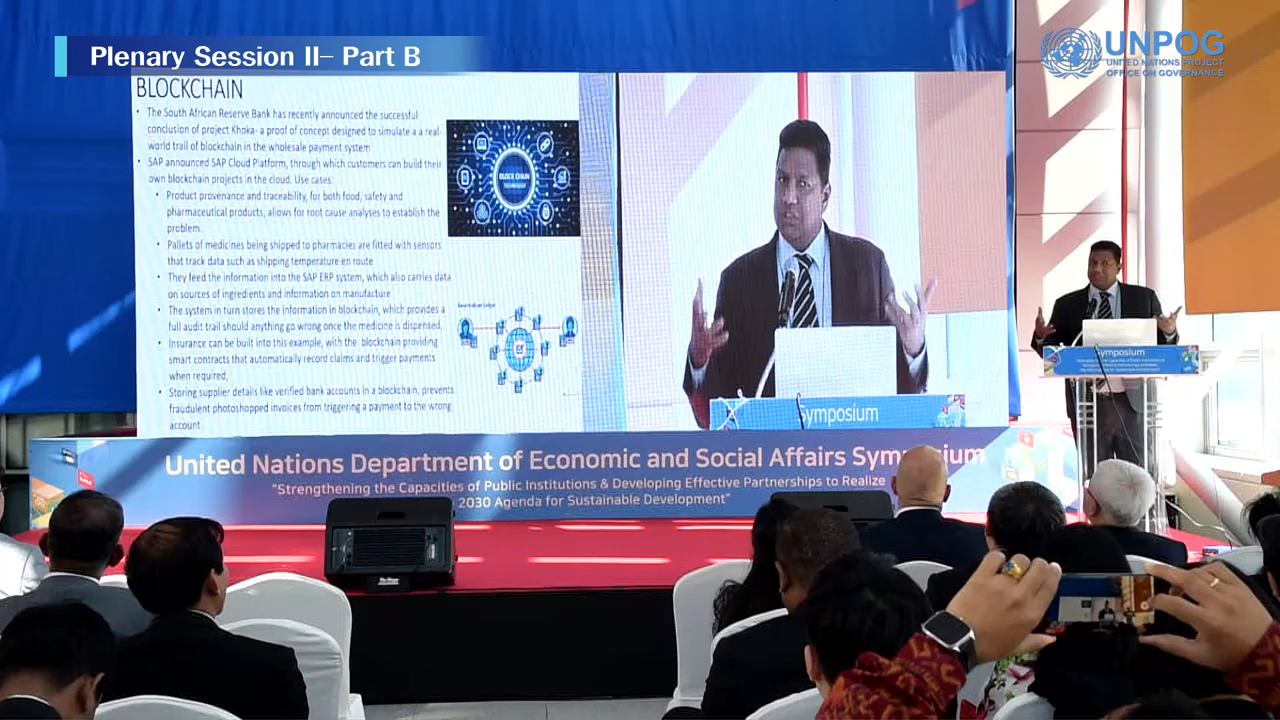 Plenary Session II– Part B
UNPOG
UNITED NATIONS PROJECT
OFFICE ON GOVERNANCE
BLOCKCHAIN
• The South African Reserve Bank has recently announced the successful
conclusion of project Khoka- a proof of concept designed to simulate a a real-
world trail of blockchain in the wholesale payment system
• SAP announced SAP Cloud Platform, through which customers can build their
own blockchain projects in the cloud. Use cases:
• Product provenance and traceability, for both food, safety and
pharmaceutical products, allows for root cause analyses to establish the
problem.
• Pallets of medicines being shipped to pharmacies are fitted with sensors
that track data such as shipping temperature en route
• They feed the information into the SAP ERP system, which also carries data
on sources of ingredients and information on manufacture
• The system in turn stores the information in blockchain, which provides a
full audit trail should anything go wrong once the medicine is dispensed,
• Insurance can be built into this example, with the blockchain providing
smart contracts that automatically record claims and trigger payments
when required,
• Storing supplier details like verified bank accounts in a blockchain, prevents
fraudulent photoshopped invoices from triggering a payment to the wrong
account
BLOCK CHAIN
TECHNOLOGY
Symposium
Symposium
United Nations Department of Economic and Social Affairs Symposium
"Strengthening the Capacities of Public Institutions & Developing Effective Partnerships to Realize
2030 Agenda for Sustainable Development"